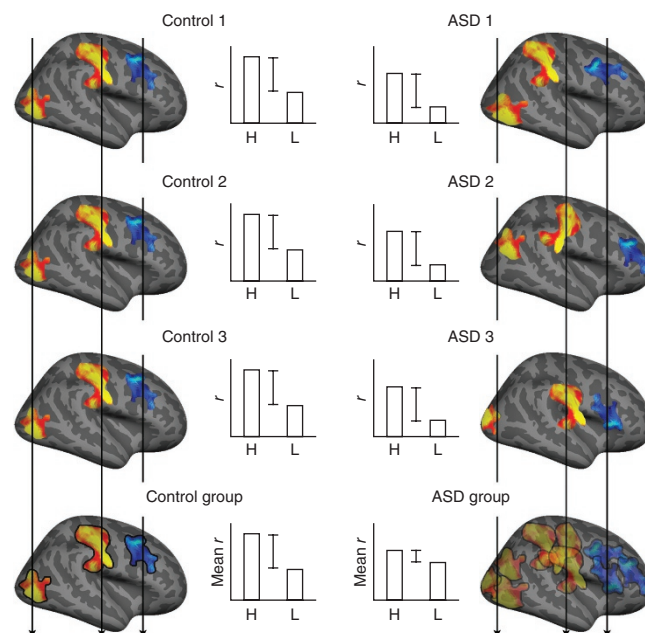 Control 1
ASD 1
r
H
L
r
H
L
Control 2
ASD 2
r
H
L
r
H
L
Control 3
ASD 3
r
H
L
r
H
L
Control group
ASD group
Mean r
H
L
Mean r
H
L